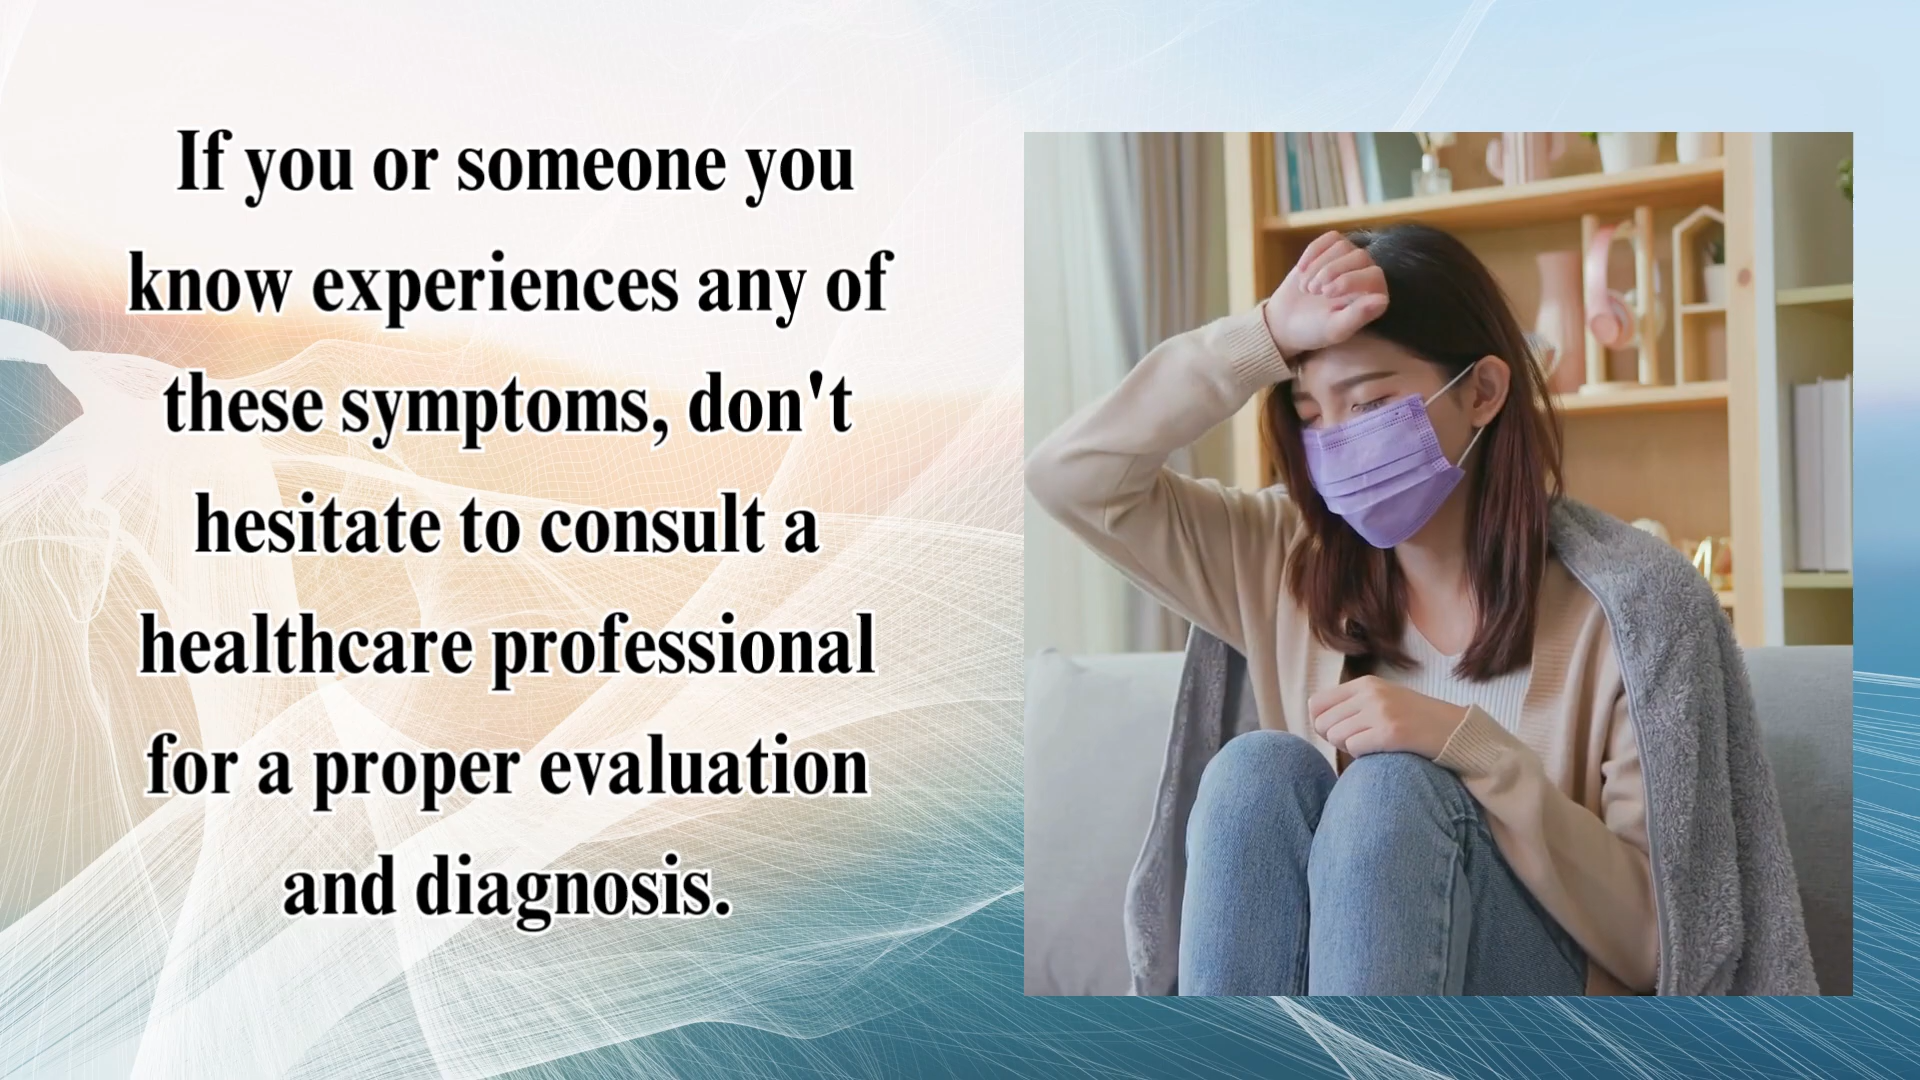 If you or someone you
know experiences any of
these symptoms, don't
hesitate to consult a
healthcare professional
for a proper evaluation
and diagnosis.